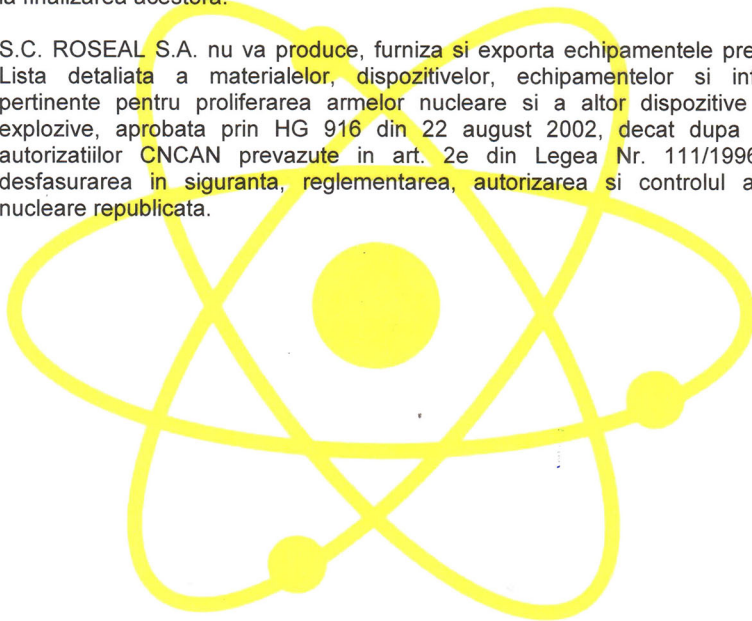 la finalizarea acestora.
S.C. ROSEAL S.A. nu va produce, furniza si exporta echipamentele pre
Lista detaliata a materialelor, dispozitivelor, echipamentelor si inf
pertinente pentru proliferarea armelor nucleare si a altor dispozitive
explozive, aprobata prin HG 916 din 22 august 2002, decat dupa
autorizatiilor CNCAN prevazute in art. 2e din Legea Nr. 111/1996
desfasurarea in siguranta, reglementarea, autorizarea si controlul a
nucleare republicata.